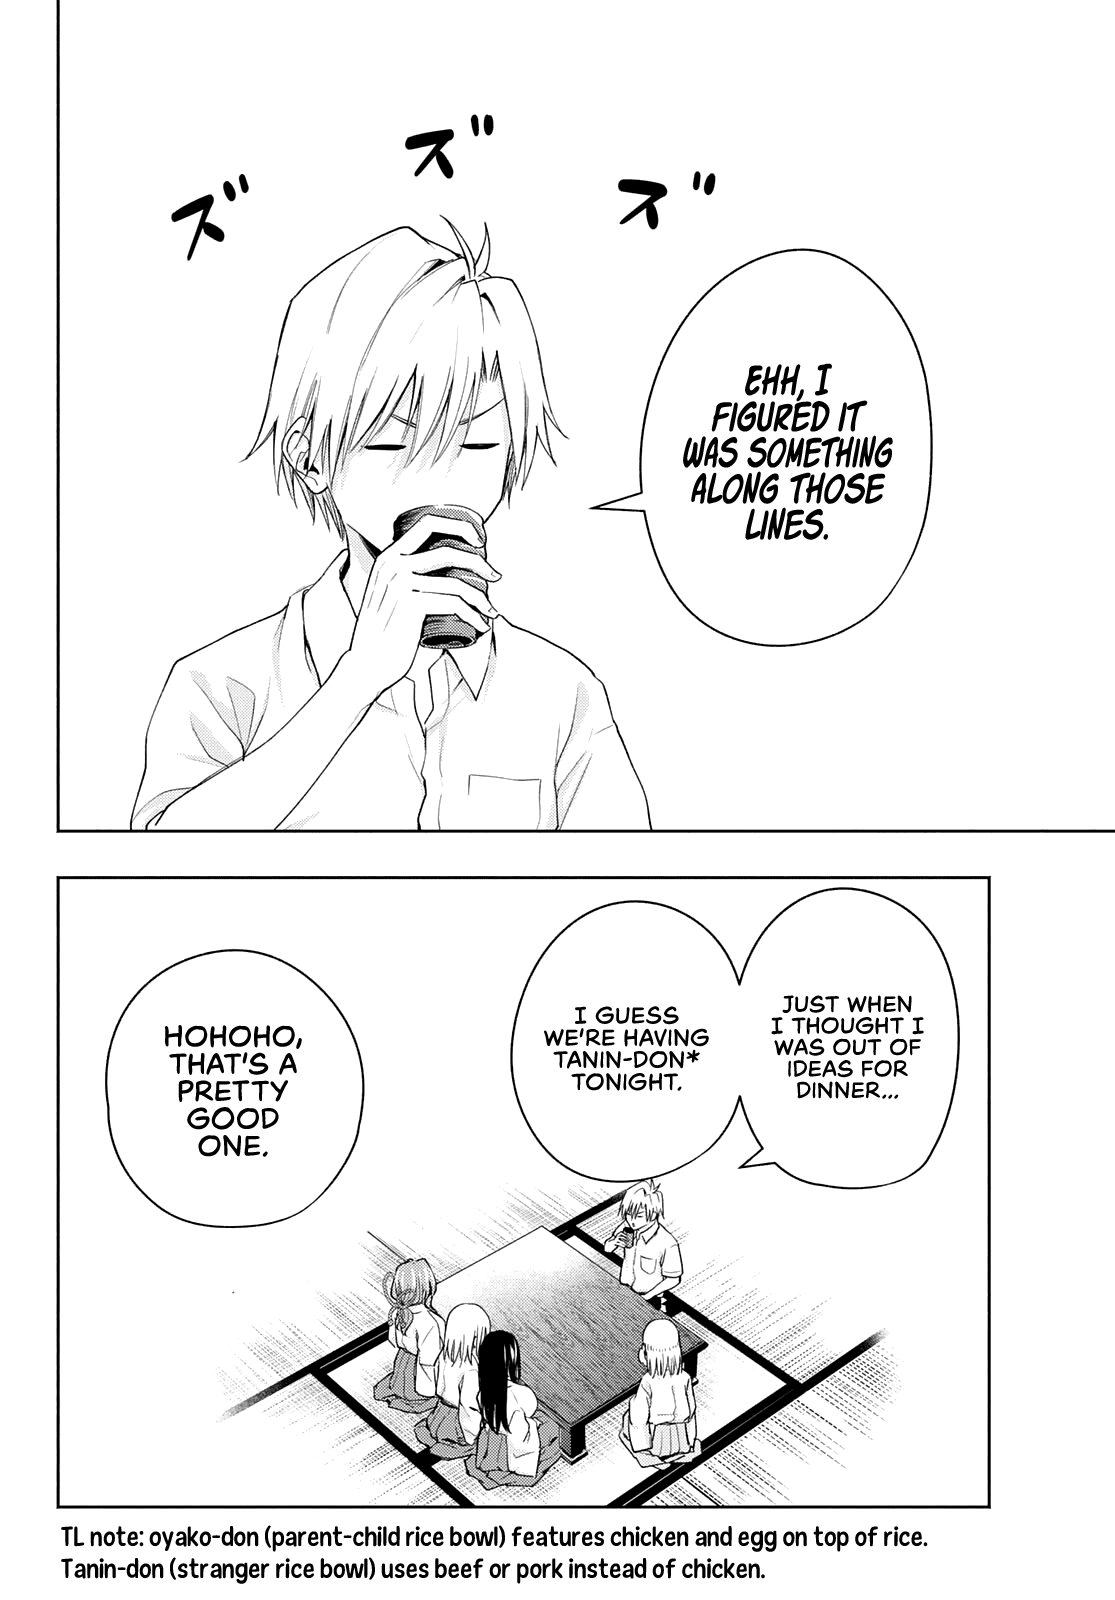 ズ
ズ
ズ
EHH, I
FIGURED IT
WAS SOMETHING
ALONG THOSE
LINES.
JUST WHEN
I THOUGHT I
WAS OUT OF
IDEAS FOR
DINNER...
I GUESS
WE'RE HAVING
TANIN-DON*
TONIGHT.
HOHOHO,
THAT'S A
PRETTY
GOOD
ONE.
TL note: oyako-don (parent-child rice bowl) features chicken and egg on top of rice.
Tanin-don (stranger rice bowl) uses beef or pork instead of chicken.